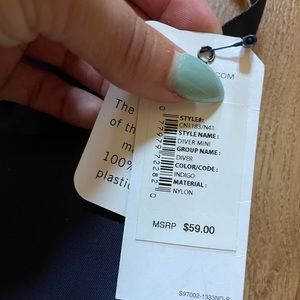 .COM
The
of th
m
100%
plastic
STYLE#:
CN1183/N41
STYLE NAME:
DIVER MINI
GROUP NAME:
DIVER
COLOR/CODE:
INDIGO
MATERIAL:
NYLON
MSRP $59.00
S97002-1333ND-R